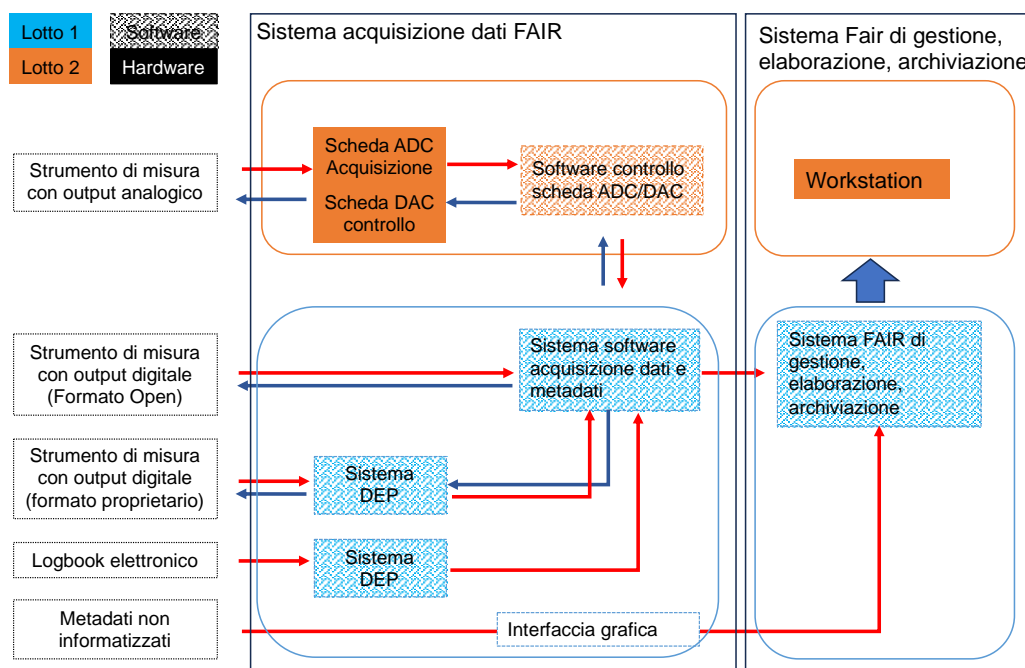 Lotto 1
Software
Lotto 2
Hardware
Sistema acquisizione dati FAIR
Sistema Fair di gestione,
elaborazione, archiviazione
Strumento di misura
con output analogico
Scheda ADC
Acquisizione
Scheda DAC
controllo
Software controllo
scheda ADC/DAC
Workstation
Strumento di misura
con output digitale
(Formato Open)
Sistema software
acquisizione dati e
metadati
Sistema FAIR di
gestione,
elaborazione,
archiviazione
Strumento di misura
con output digitale
(formato proprietario)
Sistema
DEP
Logbook elettronico
Sistema
DEP
Metadati non
informatizzati
Interfaccia grafica